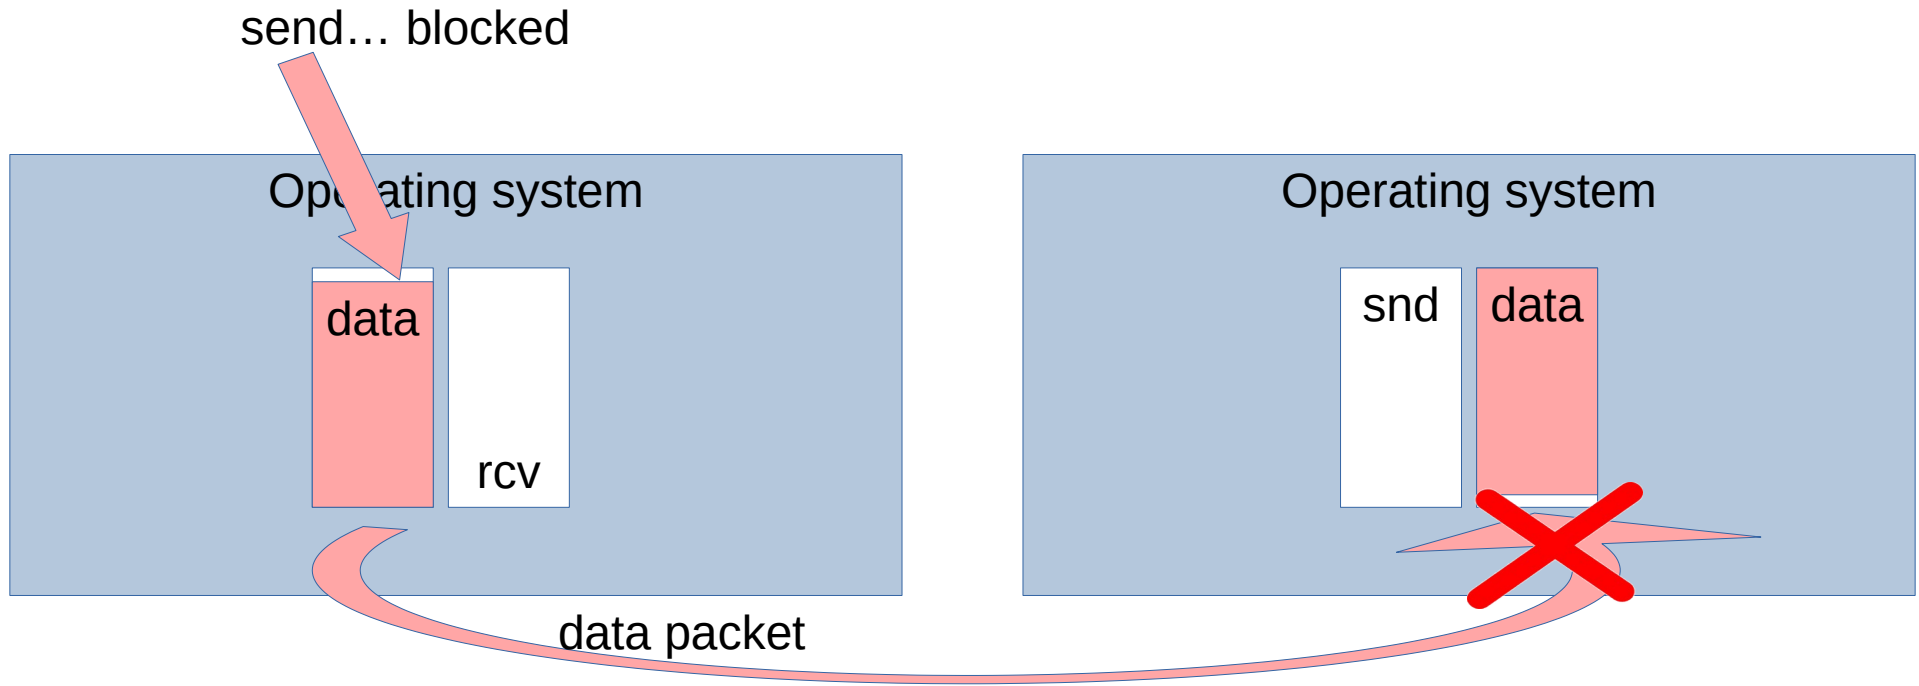 send… blocked
Operating system
Operating system
data
rcv
snd
data
data packet